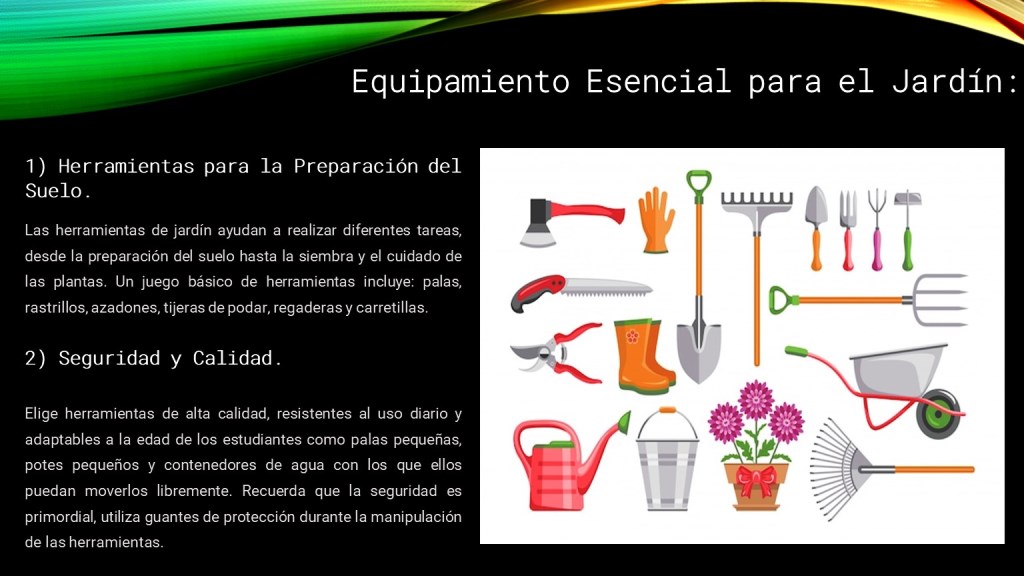 Equipamiento Esencial para el Jardín:
1) Herramientas para la Preparación del
Suelo.
Las herramientas de jardín ayudan a realizar diferentes tareas,
desde la preparación del suelo hasta la siembra y el cuidado de
las plantas. Un juego básico de herramientas incluye: palas,
rastrillos, azadones, tijeras de podar, regaderas y carretillas.
2) Seguridad y Calidad.
Elige herramientas de alta calidad, resistentes al uso diario y
adaptables a la edad de los estudiantes como palas pequeñas,
potes pequeños y contenedores de agua con los que ellos
puedan moverlos libremente. Recuerda que la seguridad es
primordial, utiliza guantes de protección durante la manipulación
de las herramientas.